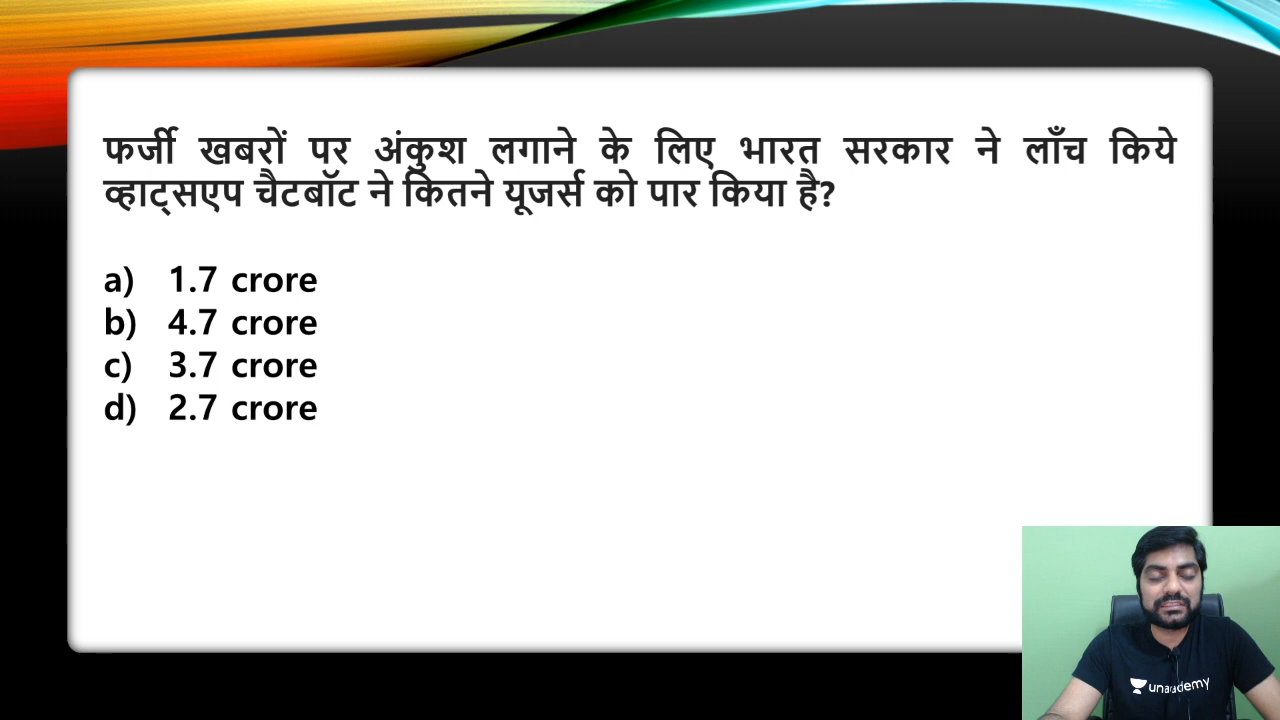 फर्जी खबरों पर अंकुश लगाने के लिए भारत सरकार ने लाँच किये
व्हाट्सएप चैटबॉट ने कितने यूजर्स को पार किया है?
a) 1.7 crore
b) 4.7 crore
c) 3.7 crore
d) 2.7 crore
unacademy